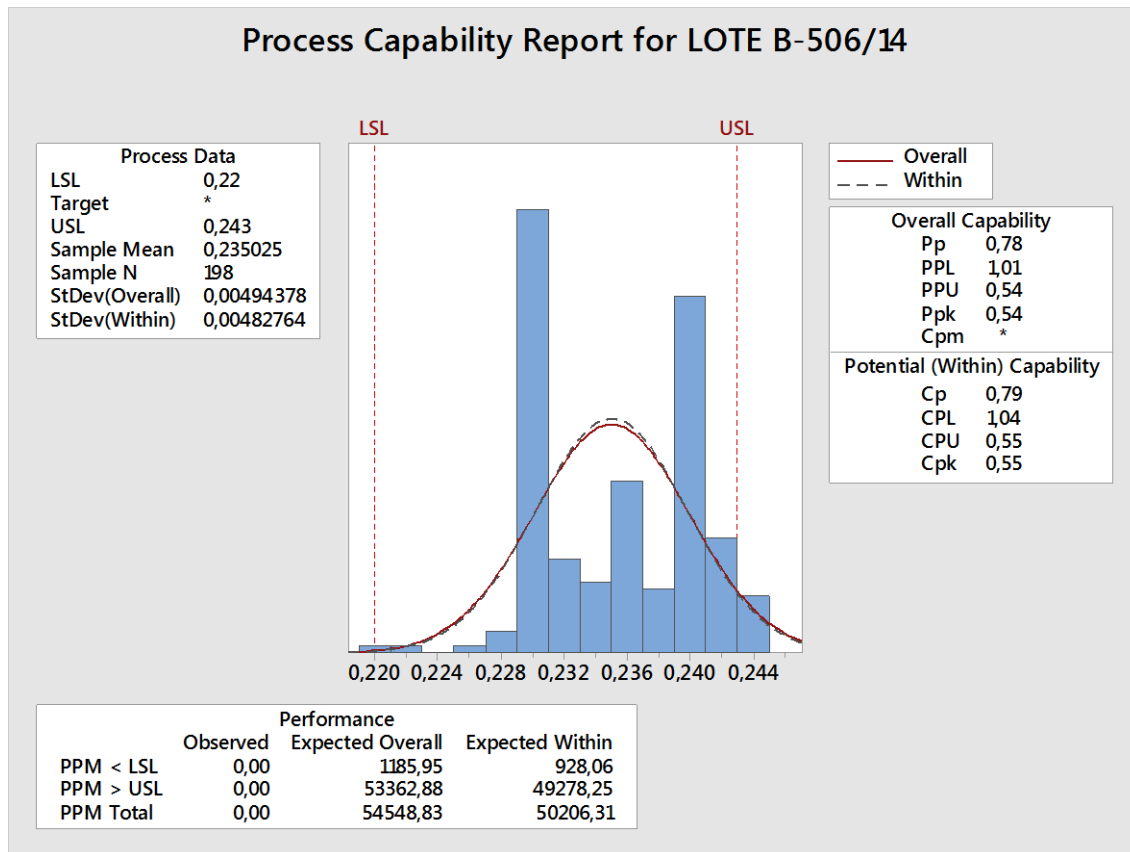 Process Capability Report for LOTE B-506/14
LSL USL
Process Data
LSL 0,22
Target *
USL 0,243
Sample Mean 0,235025
Sample N 198
StDev(Overall) 0,00494378
StDev(Within) 0,00482764
Overall
Within
Overall Capability
Pp 0,78
PPL 1,01
PPU 0,54
Ppk 0,54
Cpm *
Potential (Within) Capability
Cp 0,79
CPL 1,04
CPU 0,55
Cpk 0,55
0,220 0,224 0,228 0,232 0,236 0,240 0,244
Performance
Observed Expected Overall Expected Within
PPM < LSL 0,00 1185,95 928,06
PPM > USL 0,00 53362,88 49278,25
PPM Total 0,00 54548,83 50206,31